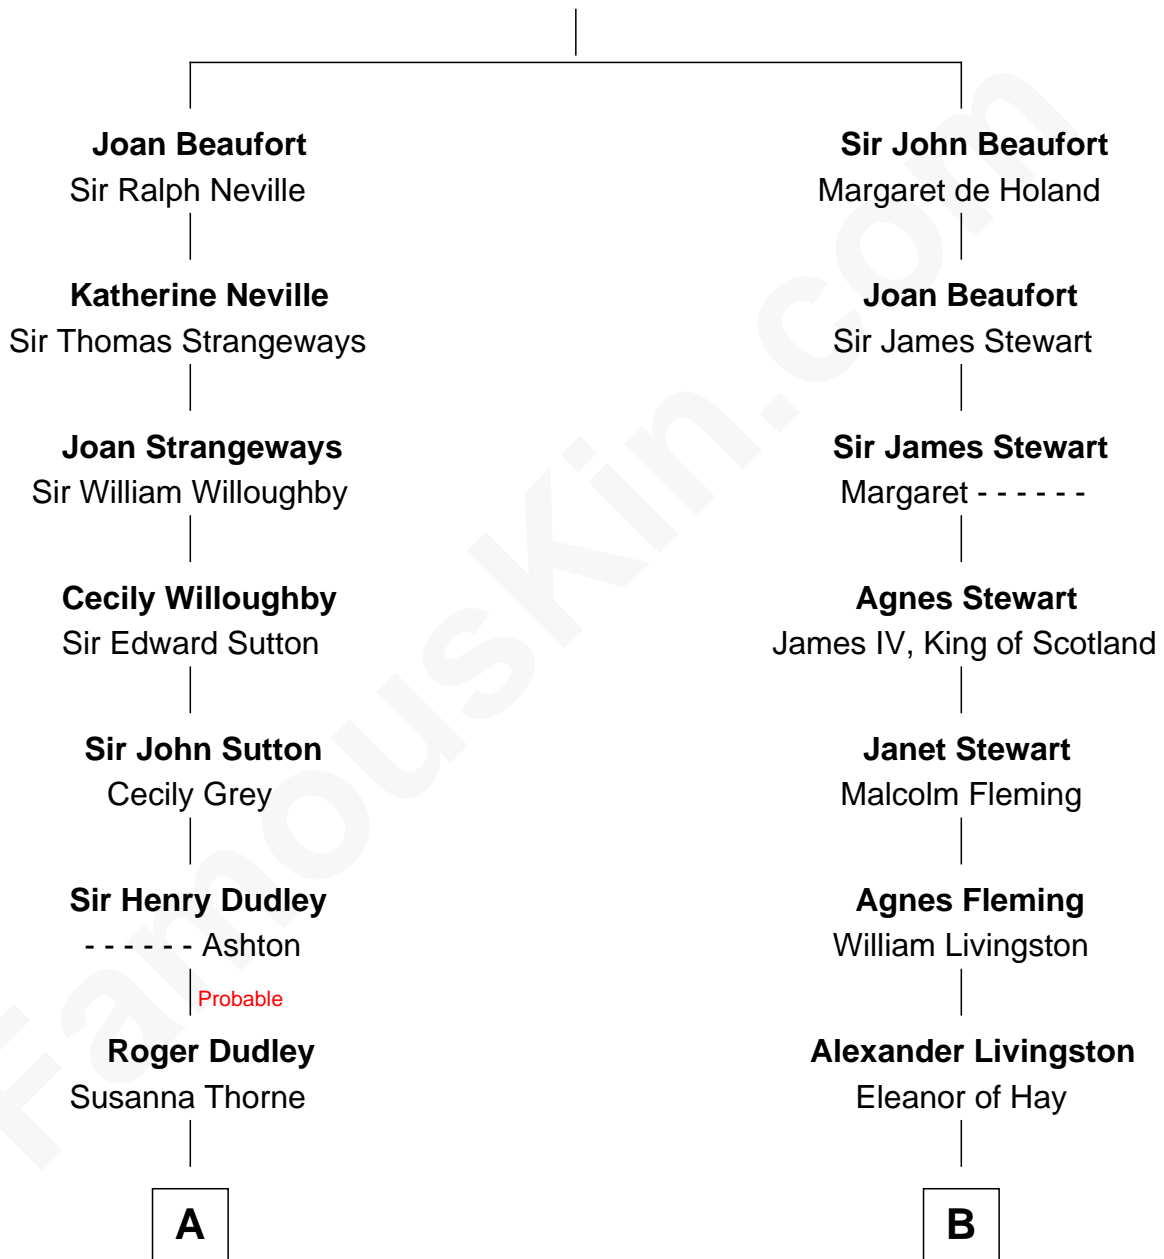 Joan Beaufort
Sir Ralph Neville
Katherine Neville
Sir Thomas Strangeways
Joan Strangeways
Sir William Willoughby
Cecily Willoughby
Sir Edward Sutton
Sir John Sutton
Cecily Grey
Sir Henry Dudley
- - - - - - Ashton
Probable
Roger Dudley
Susanna Thorne
A
Sir John Beaufort
Margaret de Holand
Joan Beaufort
Sir James Stewart
Sir James Stewart
Margaret - - - - - -
Agnes Stewart
James IV, King of Scotland
Janet Stewart
Malcolm Fleming
Agnes Fleming
William Livingston
Alexander Livingston
Eleanor of Hay
B
FamousKin.com